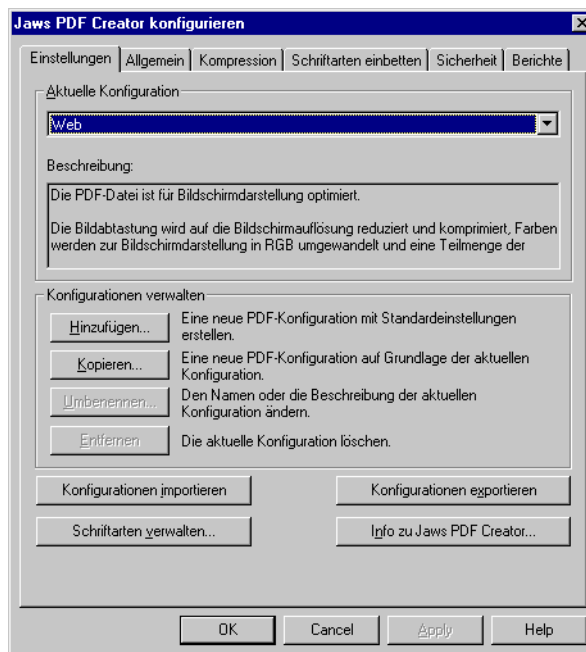 Jaws PDF Creator konfigurieren
Einstellungen Allgemein Kompression Schriftarten einbetten Sicherheit Berichte
Aktuelle Konfiguration
Web
Beschreibung:
Die PDF-Datei ist für Bildschirmdarstellung optimiert.
Die Bildabtastung wird auf die Bildschirmauflösung reduziert und komprimiert, Farben
werden zur Bildschirmdarstellung in RGB umgewandelt und eine Teilmenge der
Konfigurationen verwalten
Hinzufügen... Eine neue PDF-Konfiguration mit Standardeinstellungen
erstellen.
Kopieren... Eine neue PDF-Konfiguration auf Grundlage der aktuellen
Konfiguration.
Umbenennen... Den Namen oder die Beschreibung der aktuellen
Konfiguration ändern.
Entfernen Die aktuelle Konfiguration löschen.
Konfigurationen importieren Konfigurationen exportieren
Schriftarten verwalten... Info zu Jaws PDF Creator...
OK Cancel Apply Help